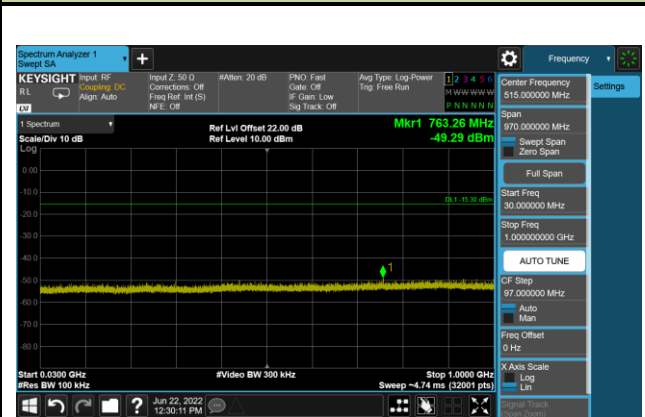 Spectrum Analyzer 1
Swept SA
Frequency
KEYSIGHT
RL
LXI
Input: RF
Coupling: DC
Align: Auto
Input Z: 50 Ω
Corrections: Off
Freq Ref: Int (S)
NFE: Off
#Atten: 20 dB
PNO: Fast
Gate: Off
IF Gain: Low
Sig Track: Off
Avg Type: Log-Power
Trig: Free Run
1 2 3 4 5 6
M W W W W W
P N N N N N
1 Spectrum
Scale/Div 10 dB
Log
Ref Lvl Offset 22.00 dB
Ref Level 10.00 dBm
Mkr1 763.26 MHz
-49.29 dBm
0.00
-10.0
-20.0
-30.0
-40.0
-50.0
-60.0
-70.0
-80.0
DL1 -15.30 dBm
1
Start 0.0300 GHz
#Res BW 100 kHz
#Video BW 300 kHz
Stop 1.0000 GHz
Sweep ~4.74 ms (32001 pts)
Center Frequency
515.000000 MHz
Span
970.000000 MHz
Swept Span
Zero Span
Full Span
Start Freq
30.000000 MHz
Stop Freq
1.000000000 GHz
AUTO TUNE
CF Step
97.000000 MHz
Auto
Man
Freq Offset
0 Hz
X Axis Scale
Log
Lin
Signal Track
(Span Zoom)
Settings
Jun 22, 2022
12:30:11 PM